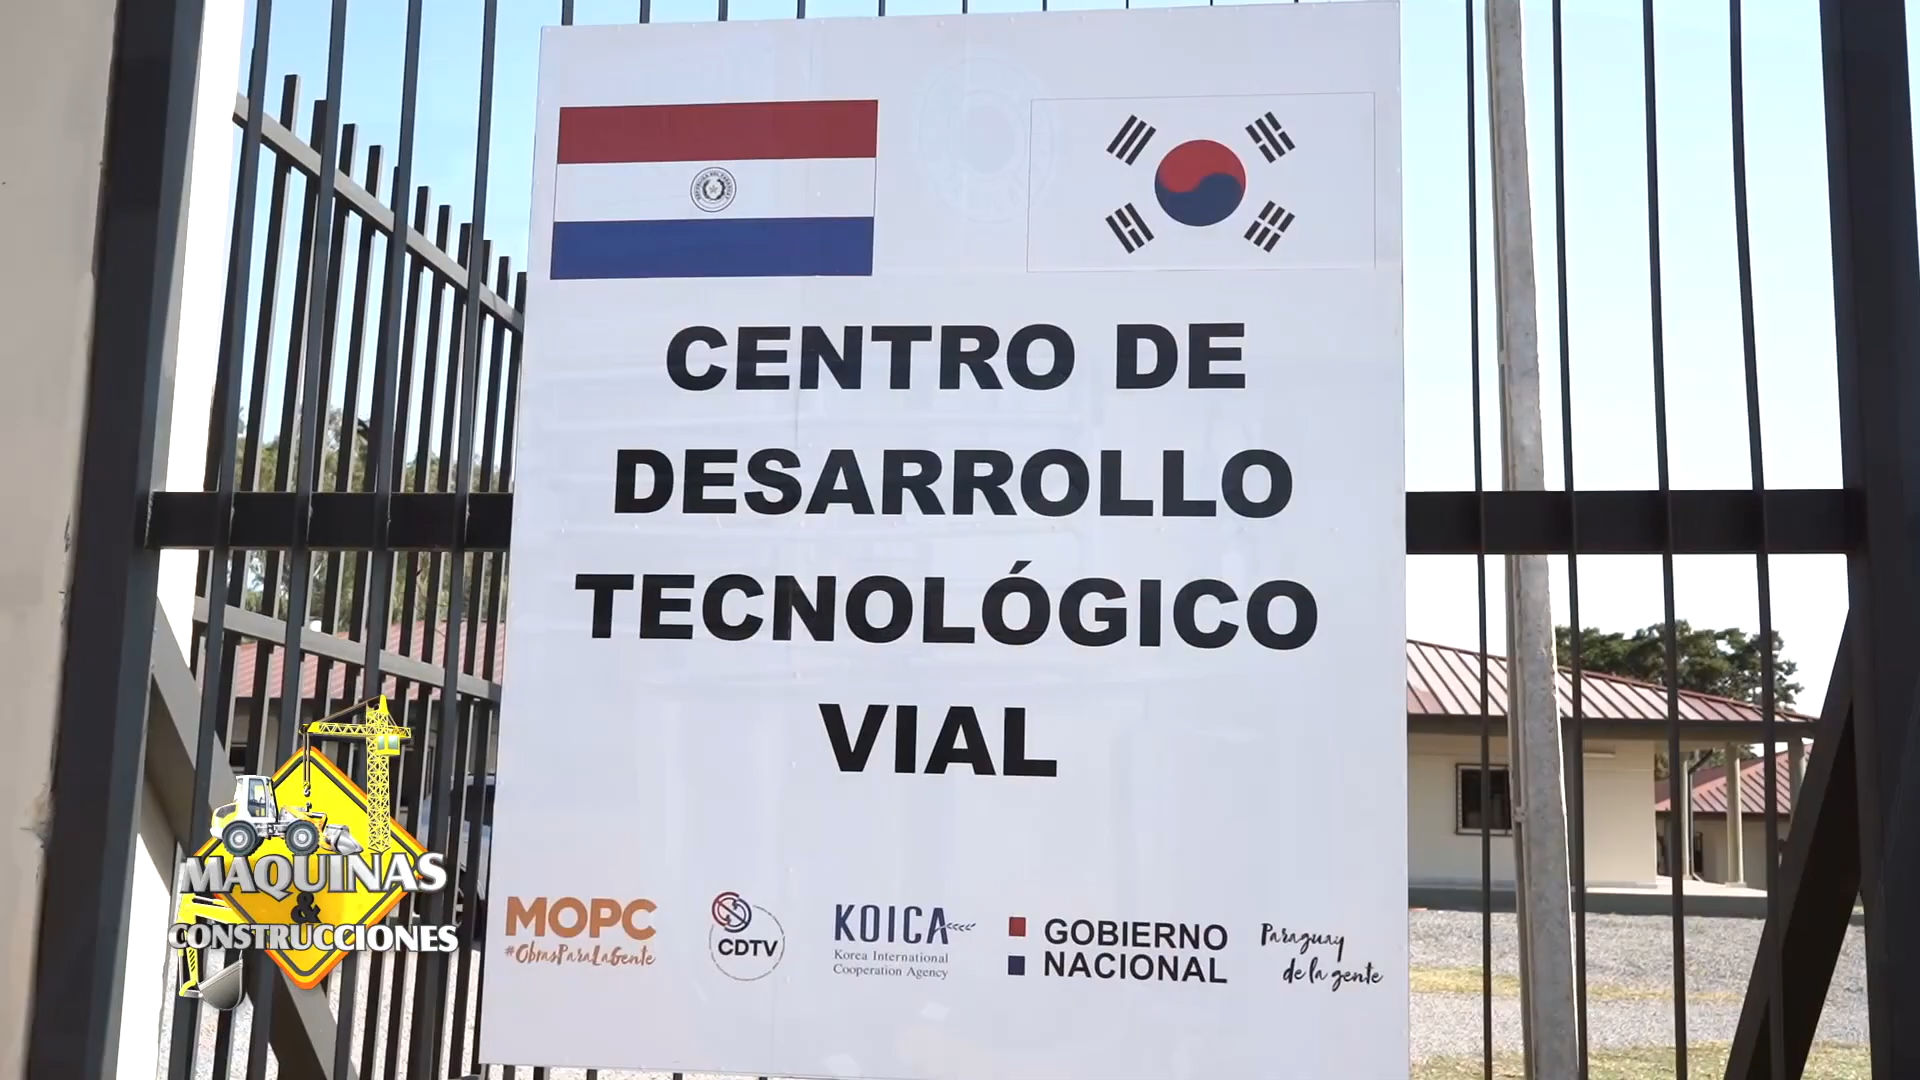 CENTRO DE
DESARROLLO
TECNOLÓGICO
VIAL
MOPC
#ObrasParaLaGente
CDTV
KOICA
Korea International
Cooperation Agency
GOBIERNO
NACIONAL
Paraguay
de la gente
MAQUINAS
&
CONSTRUCCIONES